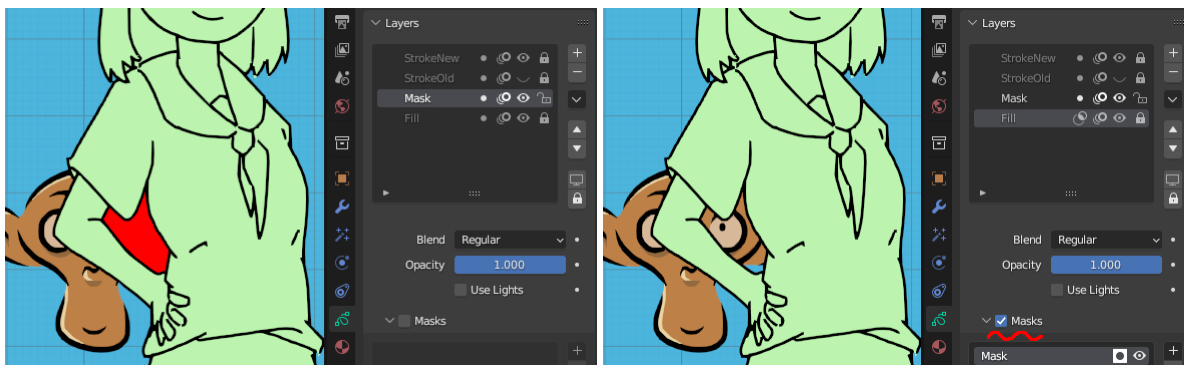 Layers
StrokeNew
StrokeOld
Mask
Fill
Blend Regular
Opacity 1.000
Use Lights
Masks
Layers
StrokeNew
StrokeOld
Mask
Fill
Blend Regular
Opacity 1.000
Use Lights
Masks
Mask